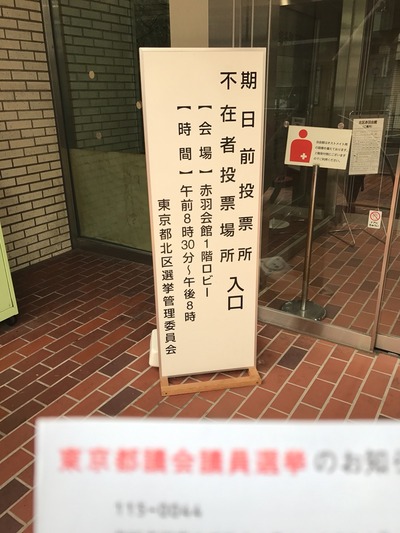 期日前投票所
不在者投票場所
入口
【会場】赤羽会館1階ロビー
【時間】午前8時30分~午後8時
東京都北区選挙管理委員会
東京都議会議員選挙のお知
115-0044